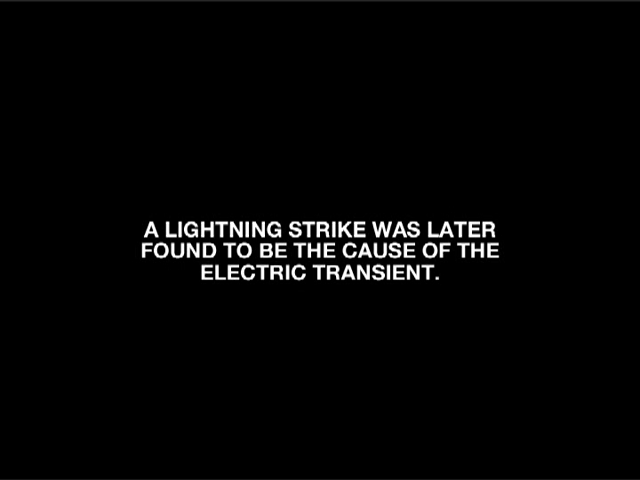 A LIGHTNING STRIKE WAS LATER
FOUND TO BE THE CAUSE OF THE
ELECTRIC TRANSIENT.